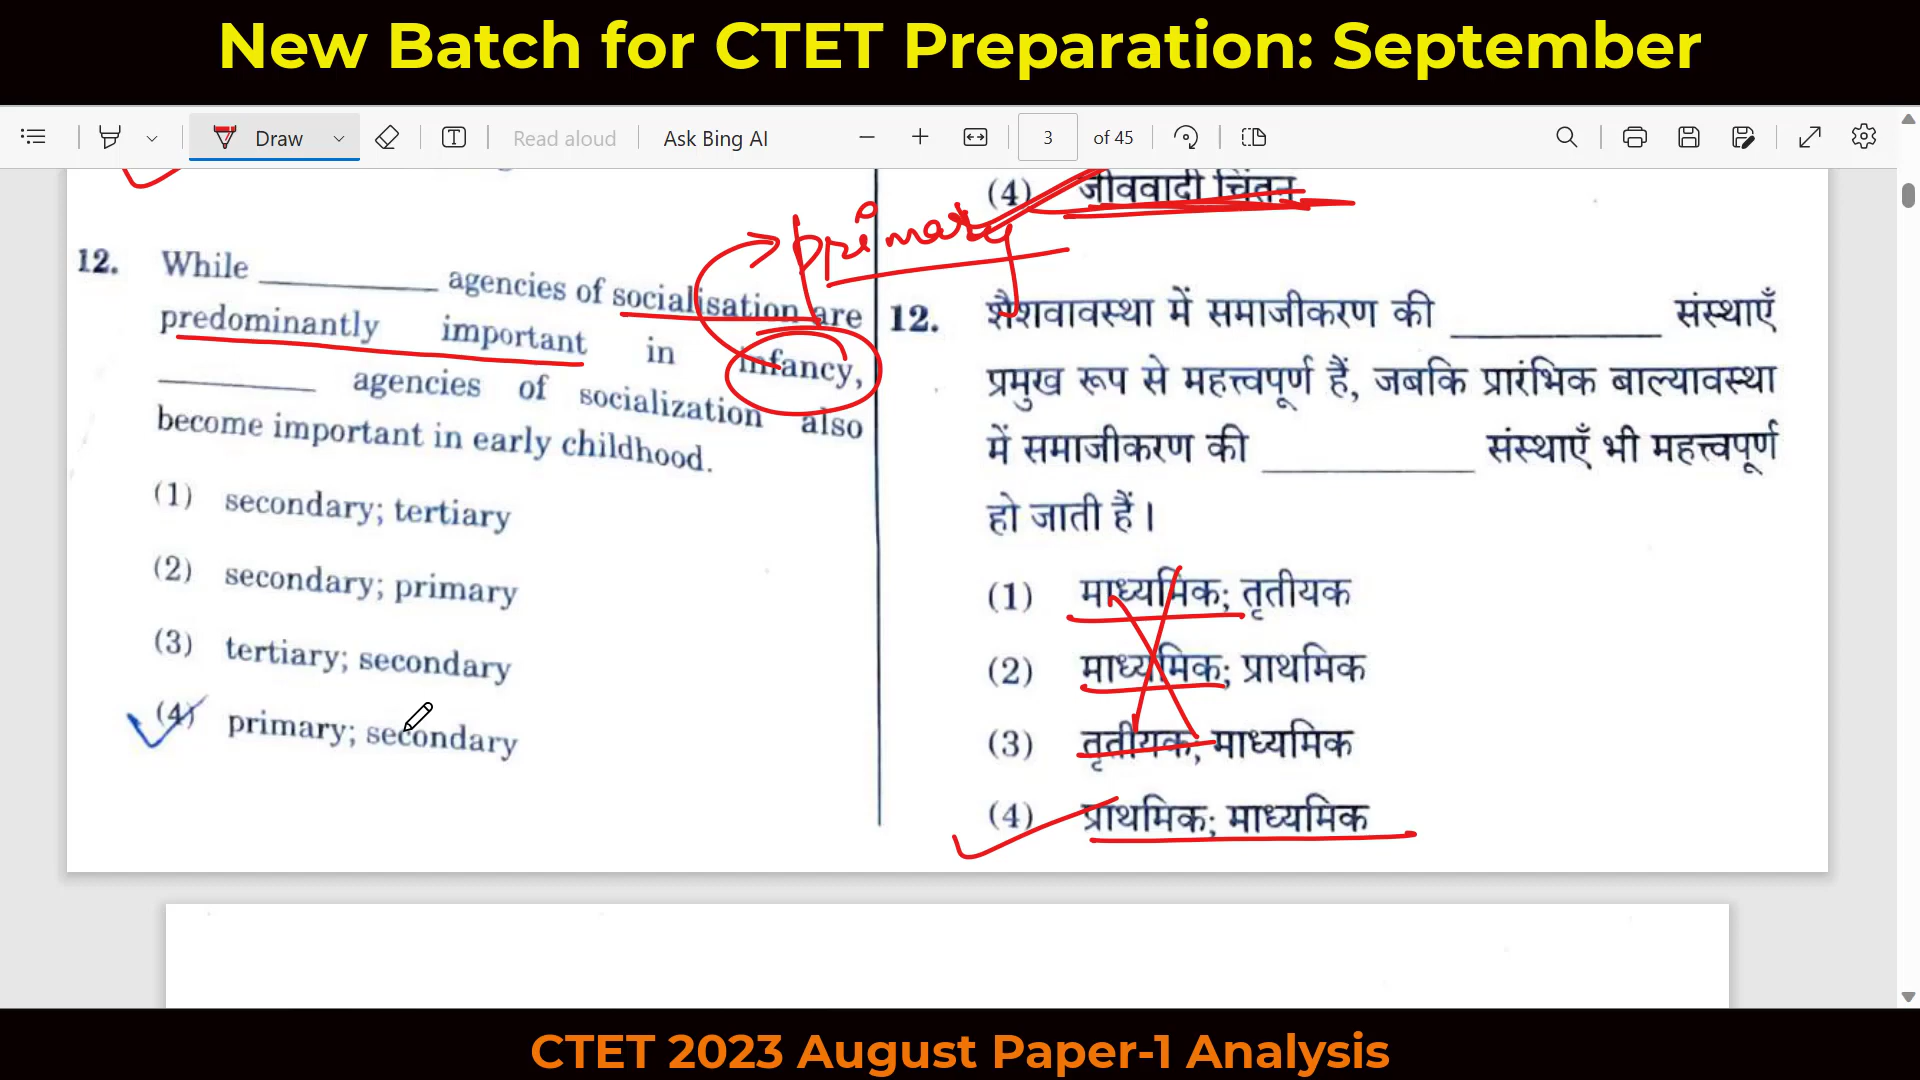 New Batch for CTET Preparation: September
Draw
Read aloud
Ask Bing AI
3
of 45
(4) जीववादी चिंतन
primary
12. While __________ agencies of socialisation are
predominantly important in infancy,
__________ agencies of socialization also
become important in early childhood.
(1) secondary; tertiary
(2) secondary; primary
(3) tertiary; secondary
(4) primary; secondary
12. शैशवावस्था में समाजीकरण की __________ संस्थाएँ
प्रमुख रूप से महत्त्वपूर्ण हैं, जबकि प्रारंभिक बाल्यावस्था
में समाजीकरण की __________ संस्थाएँ भी महत्त्वपूर्ण
हो जाती हैं।
(1) माध्यमिक; तृतीयक
(2) माध्यमिक; प्राथमिक
(3) तृतीयक; माध्यमिक
(4) प्राथमिक; माध्यमिक
CTET 2023 August Paper-1 Analysis